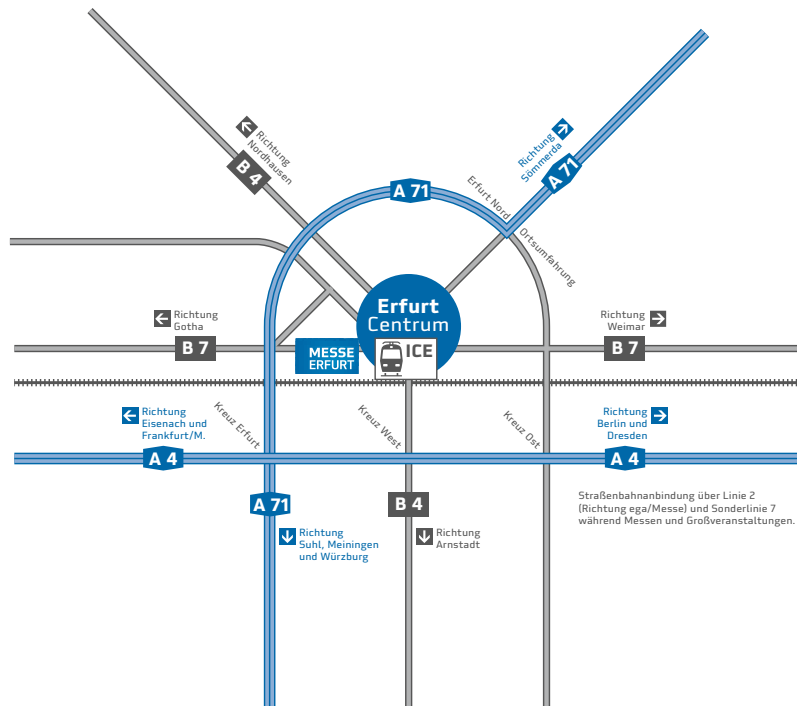 Richtung
Nordhausen
B 4
Richtung
Sömmerda
A 71
A 71
Erfurt Nord
Ortsumfahrung
Erfurt
Centrum
Richtung
Gotha
B 7
MESSE
ERFURT
ICE
Richtung
Weimar
B 7
Richtung
Eisenach und
Frankfurt/M.
A 4
Kreuz Erfurt
Kreuz West
Kreuz Ost
Richtung
Berlin und
Dresden
A 4
A 71
Richtung
Suhl, Meiningen
und Würzburg
B 4
Richtung
Arnstadt
Straßenbahnanbindung über Linie 2
(Richtung ega/Messe) und Sonderlinie 7
während Messen und Großveranstaltungen.